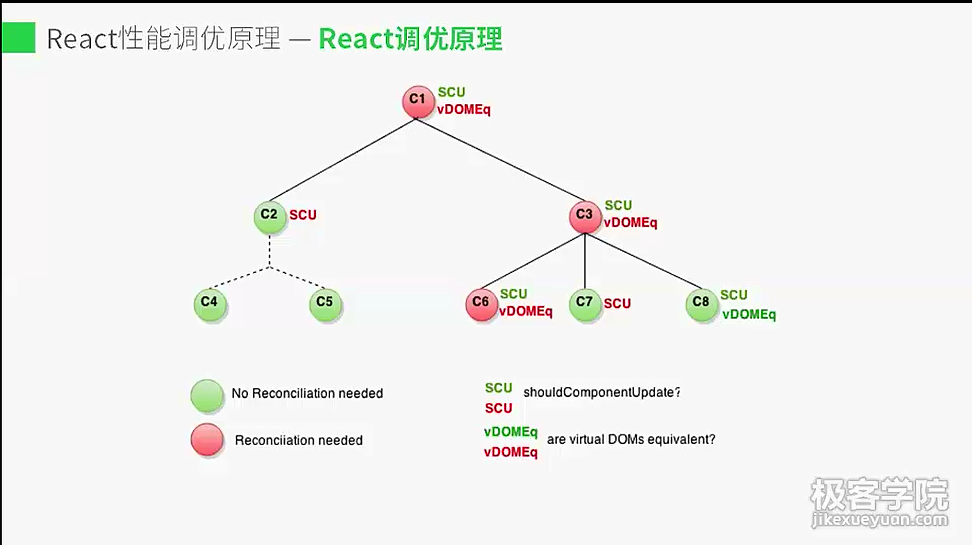 React性能调优原理 — React调优原理
C1
SCU
vDOMEq
C2
SCU
C3
SCU
vDOMEq
C4
C5
C6
SCU
vDOMEq
C7
SCU
C8
SCU
vDOMEq
No Reconciliation needed
Reconciliation needed
SCU
SCU
shouldComponentUpdate?
vDOMEq
vDOMEq
are virtual DOMs equivalent?
极客学院
jikexueyuan.com